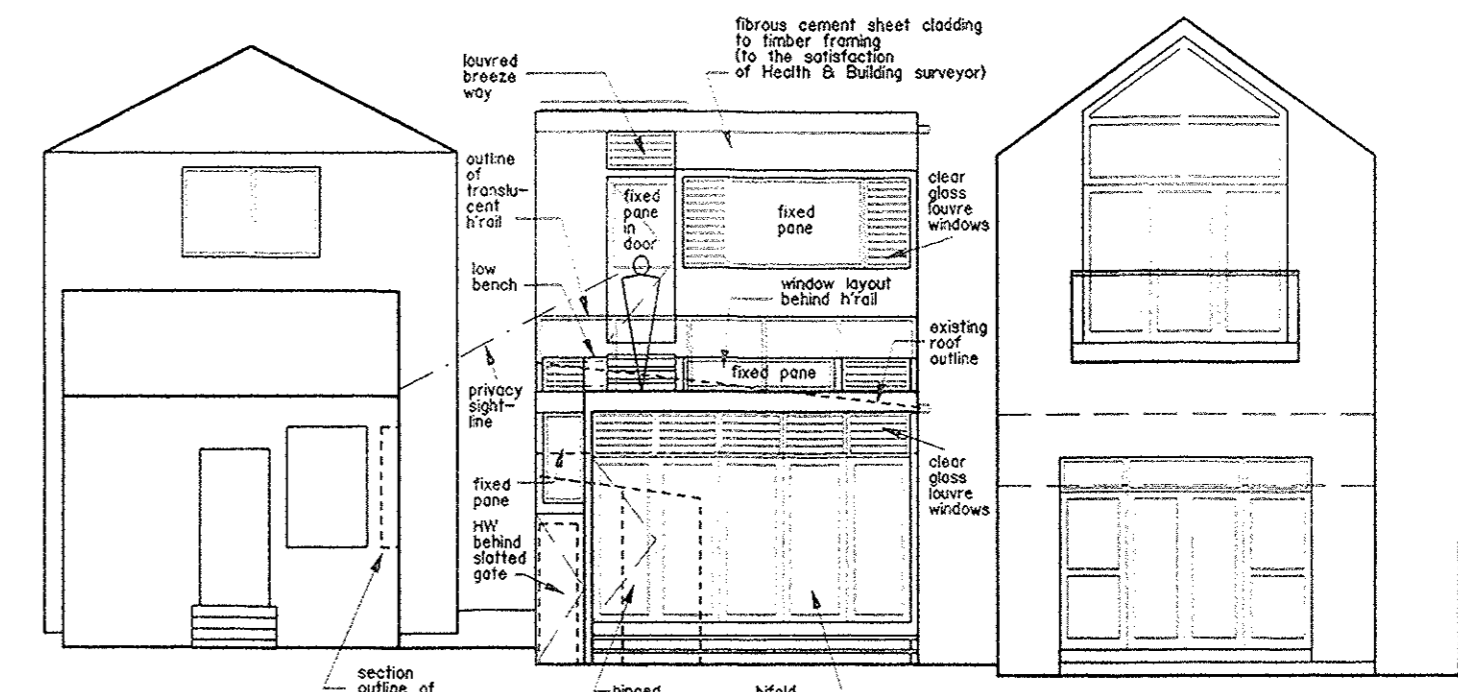 fibrous cement sheet cladding
to timber framing
(to the satisfaction
of Health & Building surveyor)
louvred
breeze
way
outline
of
translu-
cent
h'rail
low
bench
privacy
sight-
line
fixed
pane
in
door
fixed
pane
clear
glass
louvre
windows
window layout
behind h'rail
existing
roof
outline
fixed pane
fixed
pane
HW
behind
slatted
gate
clear
glass
louvre
windows
section
outline of
hinged
bifold